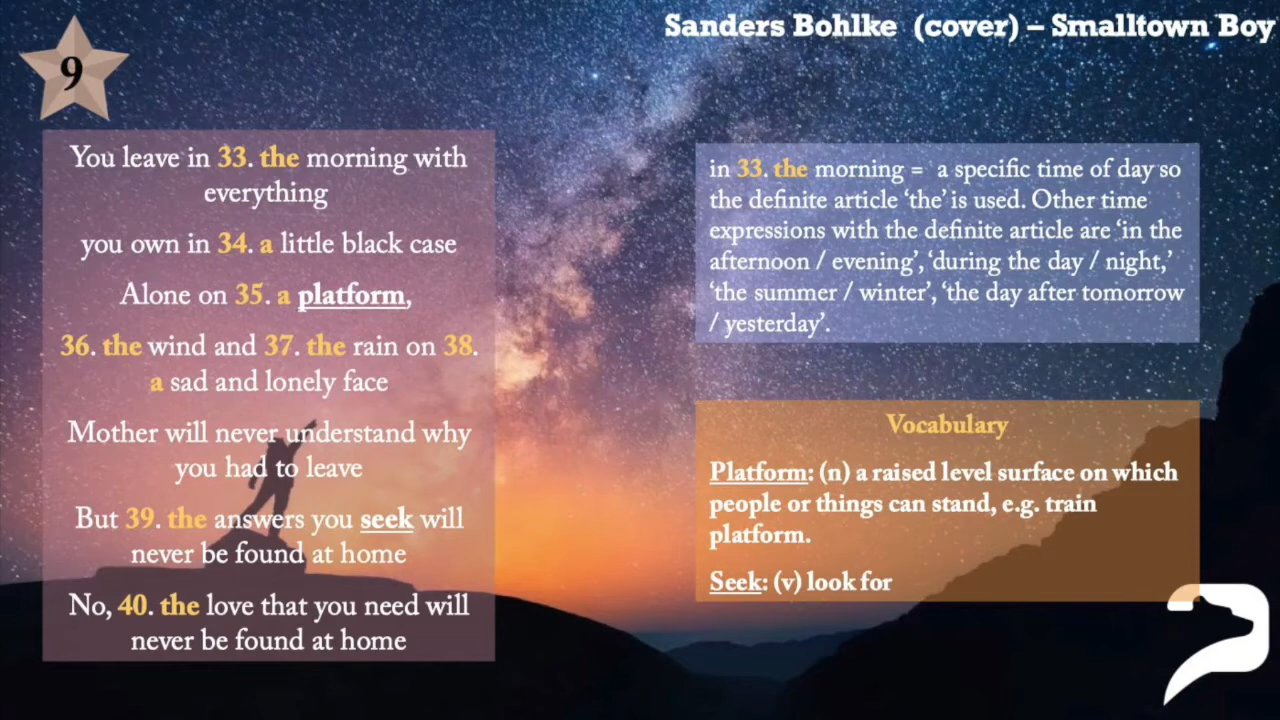 Sanders Bohlke (cover) – Smalltown Boy
9
You leave in 33. the morning with
everything
you own in 34. a little black case
Alone on 35. a platform,
36. the wind and 37. the rain on 38.
a sad and lonely face
Mother will never understand why
you had to leave
But 39. the answers you seek will
never be found at home
No, 40. the love that you need will
never be found at home
in 33. the morning = a specific time of day so
the definite article ‘the’ is used. Other time
expressions with the definite article are ‘in the
afternoon / evening’, ‘during the day / night,’
‘the summer / winter’, ‘the day after tomorrow
/ yesterday’.
Vocabulary
Platform: (n) a raised level surface on which
people or things can stand, e.g. train
platform.
Seek: (v) look for